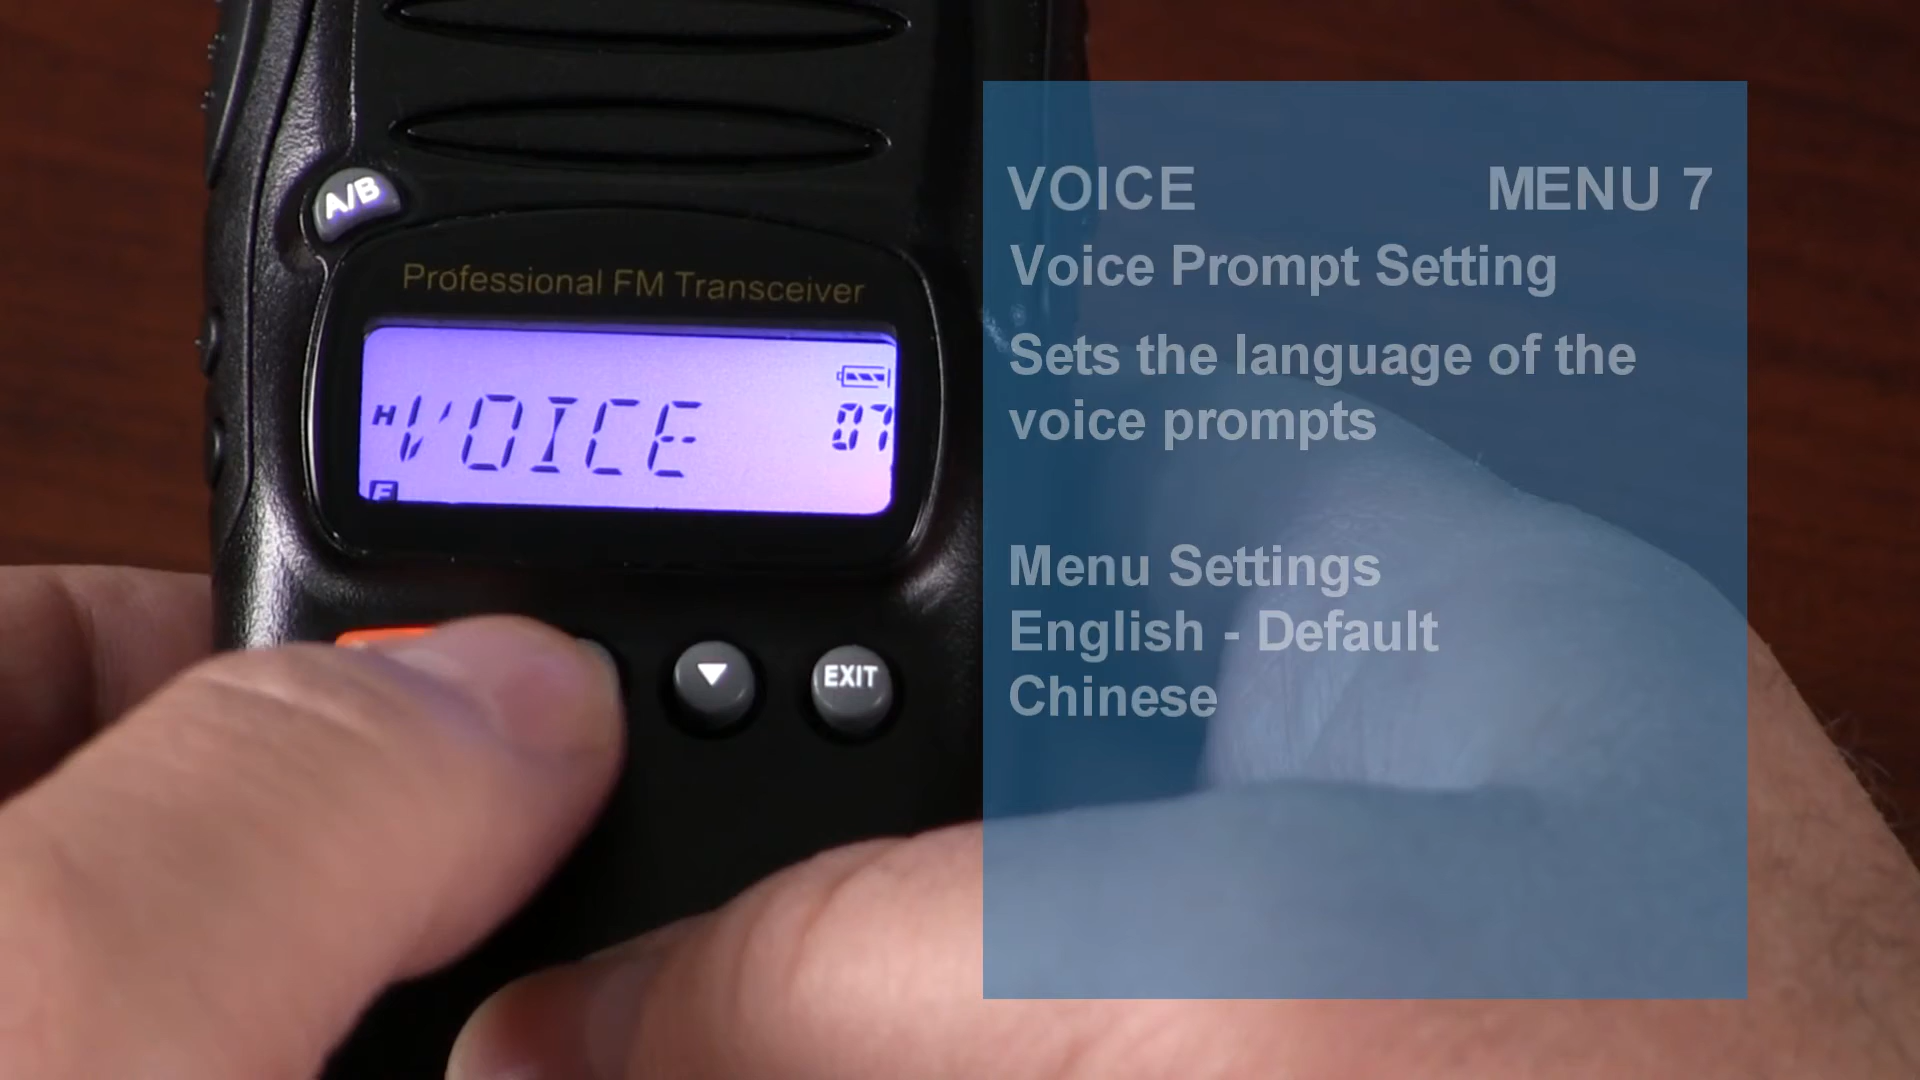 A/B
Professional FM Transceiver
H VOICE 07
F
▼ EXIT
VOICE MENU 7
Voice Prompt Setting
Sets the language of the
voice prompts
Menu Settings
English - Default
Chinese